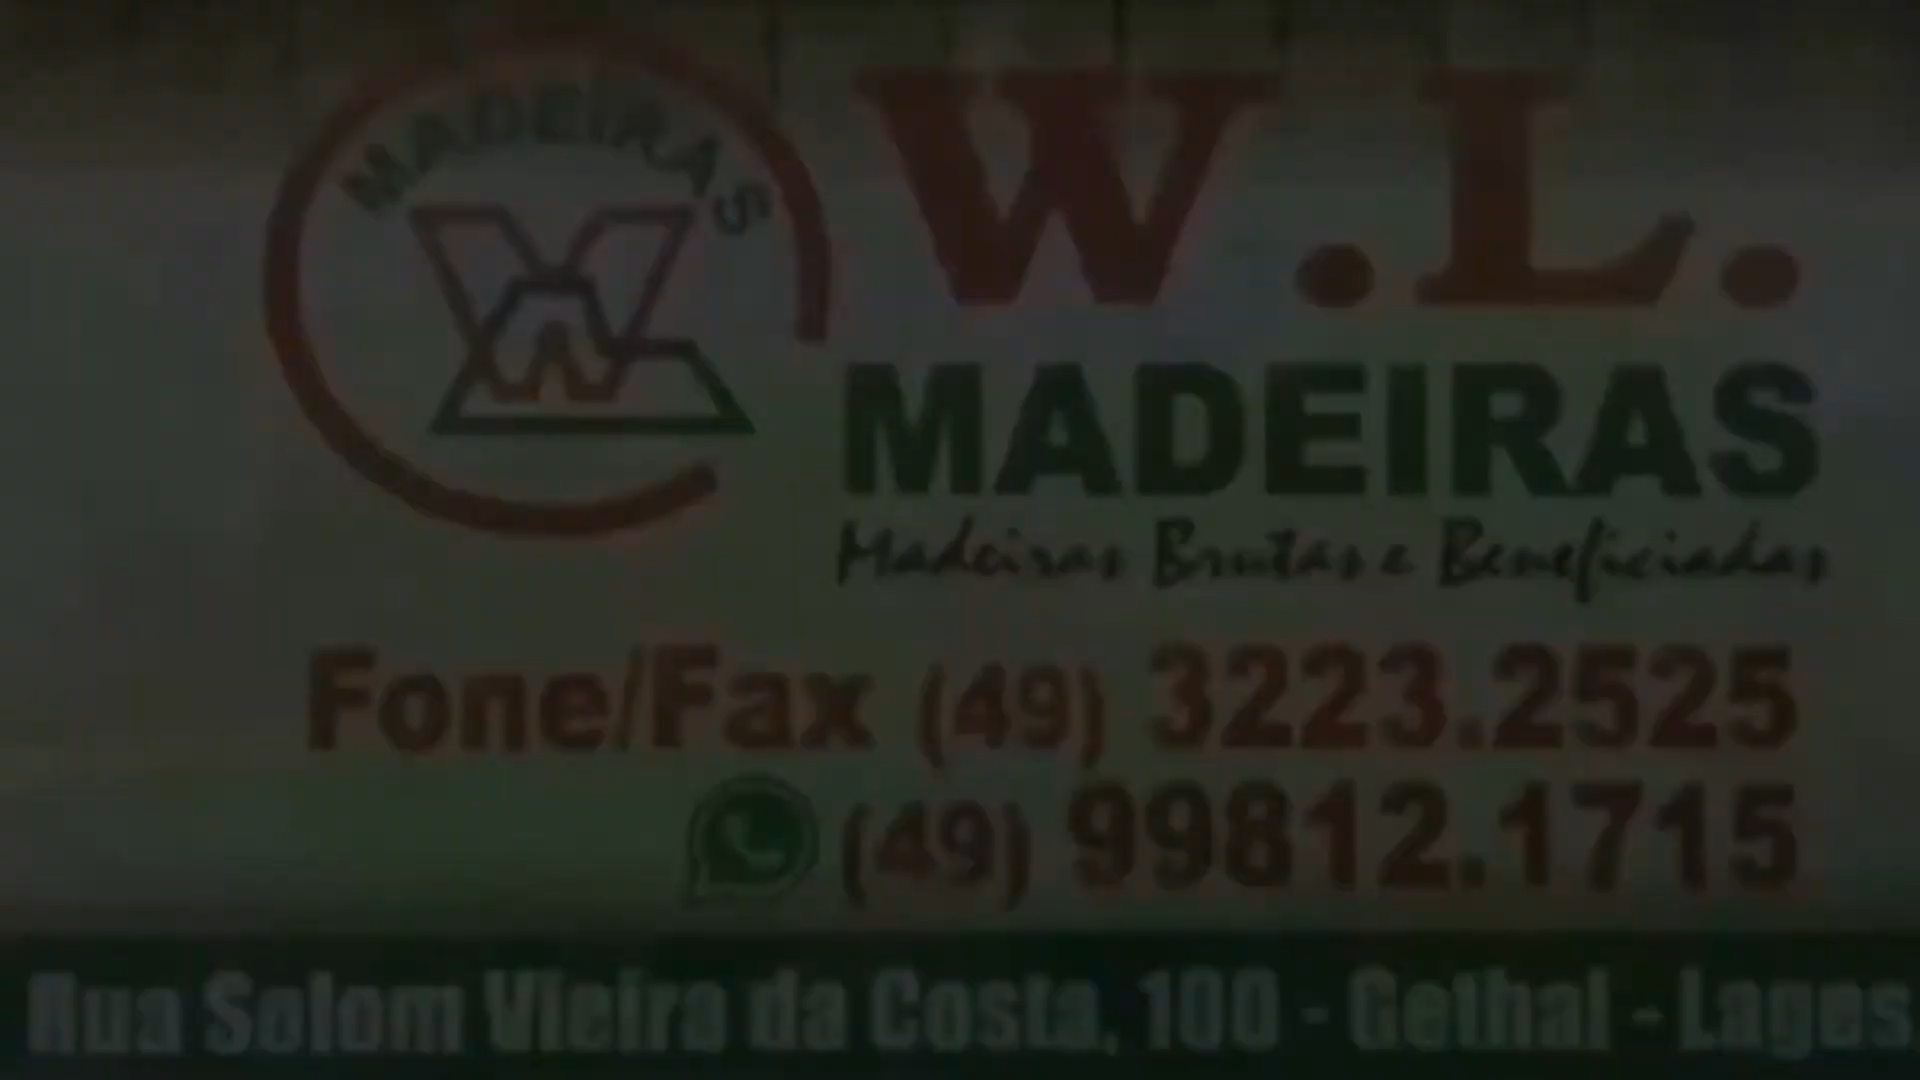 MADEIRAS
WL
W.L.
MADEIRAS
Madeiras Brutas e Beneficiadas
Fone/Fax (49) 3223.2525
(49) 99812.1715
Rua Solom Vieira da Costa, 100 - Gethal - Lages